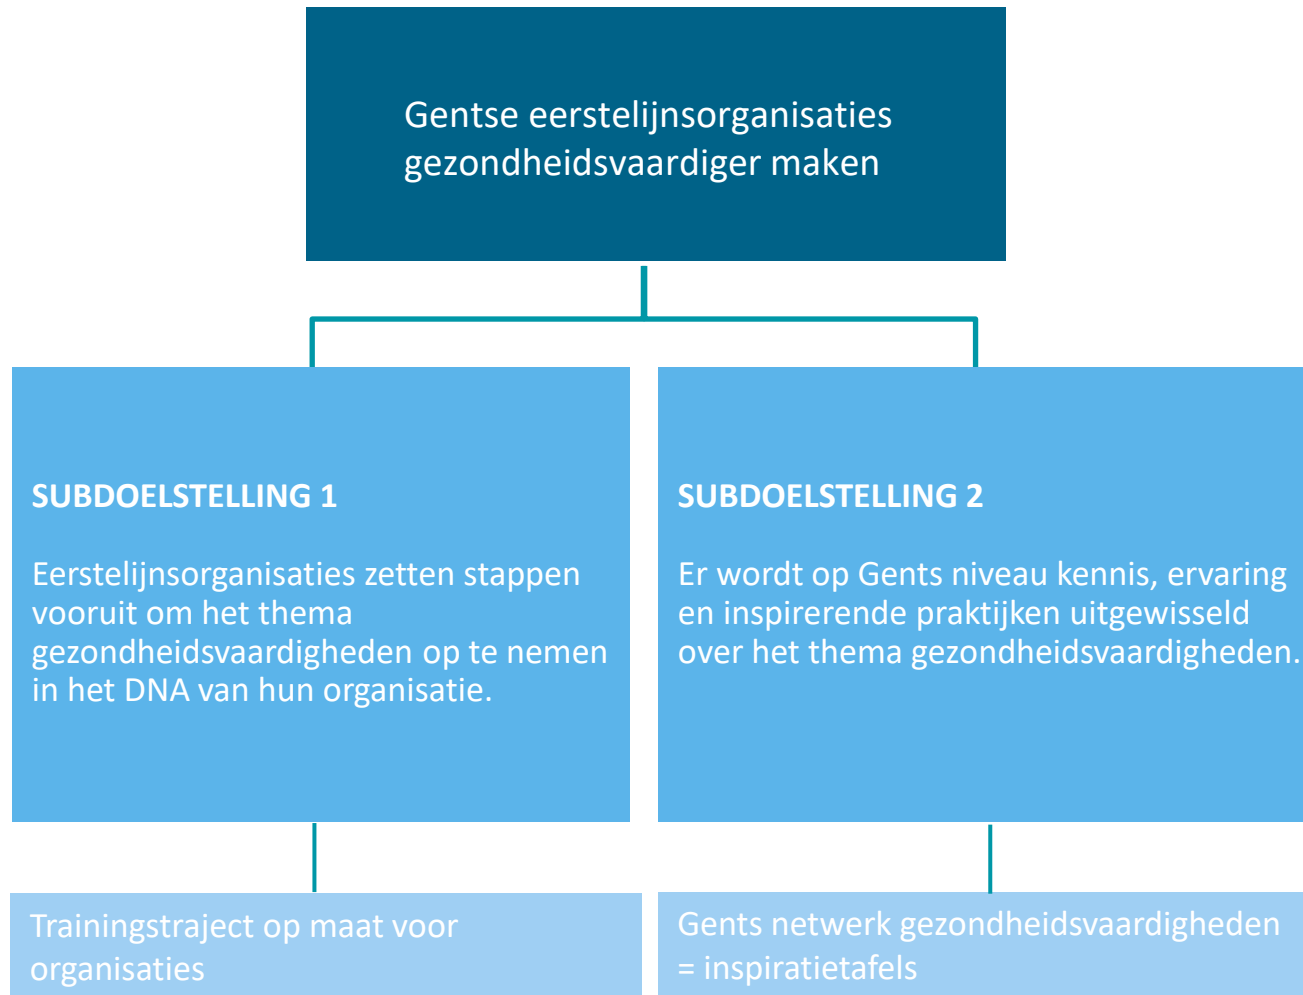 Gentse eerstelijnsorganisaties
gezondheidsvaardiger maken
SUBDOELSTELLING 1
Eerstelijnsorganisaties zetten stappen
vooruit om het thema
gezondheidsvaardigheden op te nemen
in het DNA van hun organisatie.
SUBDOELSTELLING 2
Er wordt op Gents niveau kennis, ervaring
en inspirerende praktijken uitgewisseld
over het thema gezondheidsvaardigheden.
Trainingstraject op maat voor
organisaties
Gents netwerk gezondheidsvaardigheden
= inspiratietafels